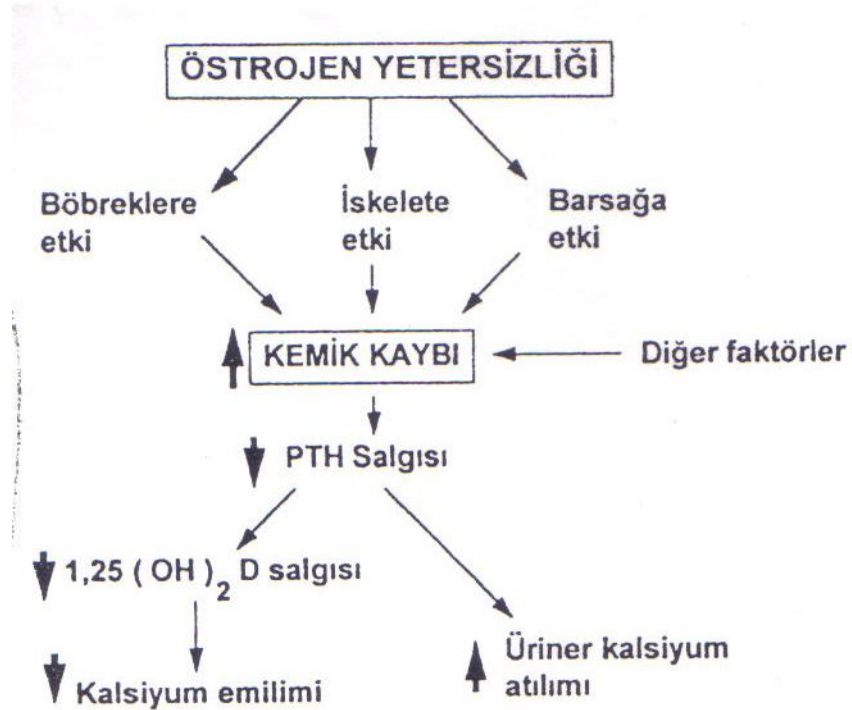 ÖSTROJEN YETERSİZLİĞİ
Böbreklere
etki
İskelete
etki
Barsağa
etki
KEMİK KAYBI
Diğer faktörler
PTH Salgısı
1,25 ( OH )2 D salgısı
Kalsiyum emilimi
Üriner kalsiyum
atılımı